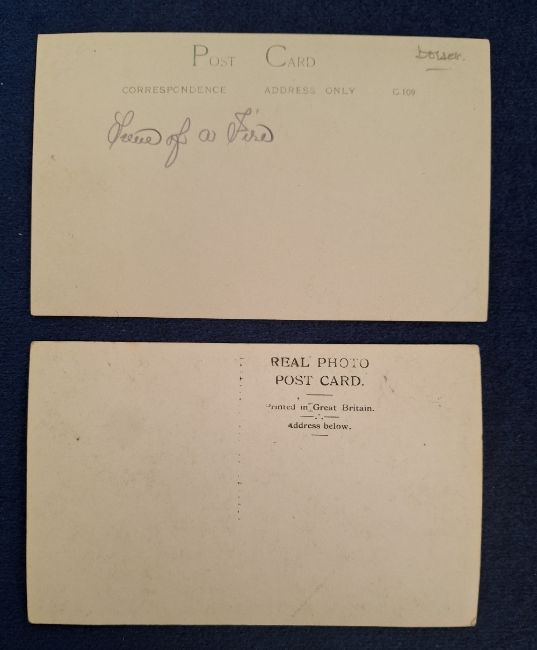 POST CARD
Dorset.
CORRESPONDENCE ADDRESS ONLY G.109
Scene of a Fire
REAL PHOTO
POST CARD.
Printed in Great Britain.
Address below.